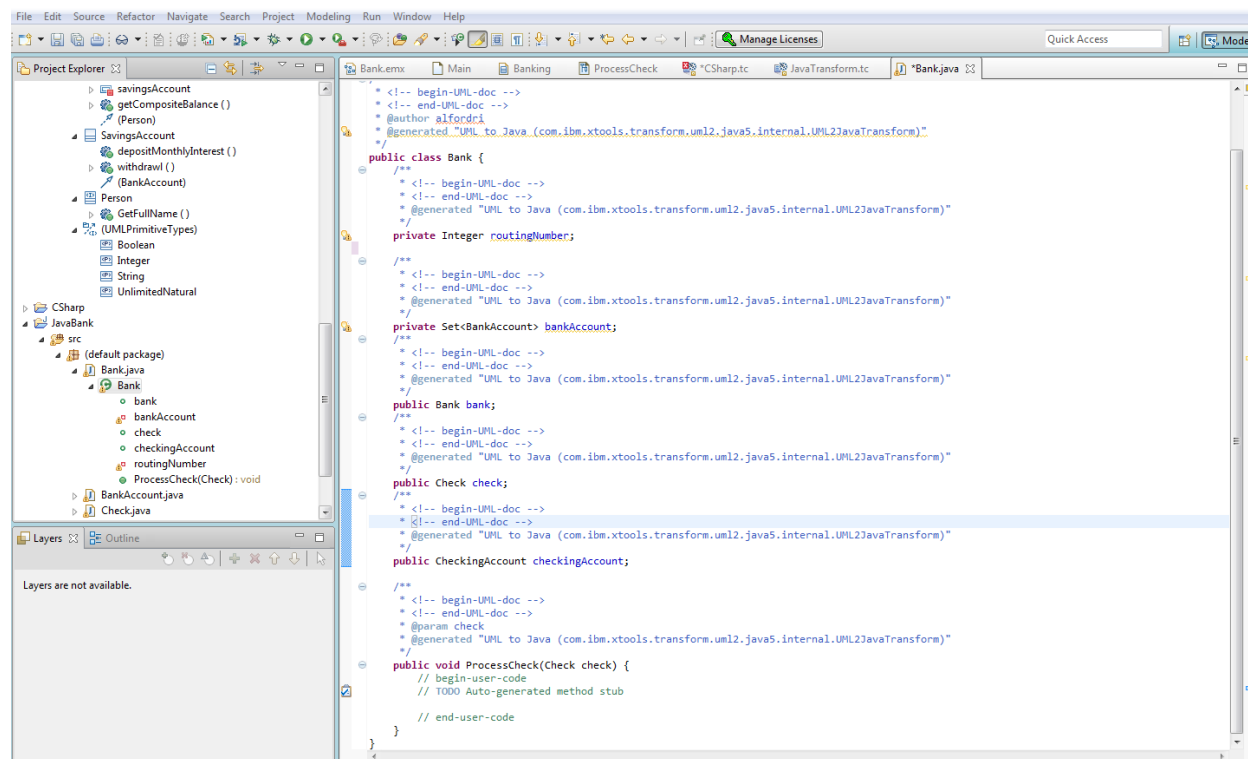 File Edit Source Refactor Navigate Search Project Modeling Run Window Help
Manage Licenses
Quick Access
Mode
Project Explorer
savingsAccount
getCompositeBalance ( )
(Person)
SavingsAccount
depositMonthlyInterest ( )
withdrawl ( )
(BankAccount)
Person
GetFullName ( )
(UMLPrimitiveTypes)
Boolean
Integer
String
UnlimitedNatural
CSharp
JavaBank
src
(default package)
Bank.java
Bank
bank
bankAccount
check
checkingAccount
routingNumber
ProcessCheck(Check) : void
BankAccount.java
Check.java
Layers Outline
Layers are not available.
Bank.emx Main Banking ProcessCheck *CSharp.tc JavaTransform.tc *Bank.java
* <!-- begin-UML-doc -->
* <!-- end-UML-doc -->
* @author alfordri
* @generated "UML to Java (com.ibm.xtools.transform.uml2.java5.internal.UML2JavaTransform)"
*/
public class Bank {
/**
* <!-- begin-UML-doc -->
* <!-- end-UML-doc -->
* @generated "UML to Java (com.ibm.xtools.transform.uml2.java5.internal.UML2JavaTransform)"
*/
private Integer routingNumber;
/**
* <!-- begin-UML-doc -->
* <!-- end-UML-doc -->
* @generated "UML to Java (com.ibm.xtools.transform.uml2.java5.internal.UML2JavaTransform)"
*/
private Set<BankAccount> bankAccount;
/**
* <!-- begin-UML-doc -->
* <!-- end-UML-doc -->
* @generated "UML to Java (com.ibm.xtools.transform.uml2.java5.internal.UML2JavaTransform)"
*/
public Bank bank;
/**
* <!-- begin-UML-doc -->
* <!-- end-UML-doc -->
* @generated "UML to Java (com.ibm.xtools.transform.uml2.java5.internal.UML2JavaTransform)"
*/
public Check check;
/**
* <!-- begin-UML-doc -->
* <!-- end-UML-doc -->
* @generated "UML to Java (com.ibm.xtools.transform.uml2.java5.internal.UML2JavaTransform)"
*/
public CheckingAccount checkingAccount;
/**
* <!-- begin-UML-doc -->
* <!-- end-UML-doc -->
* @param check
* @generated "UML to Java (com.ibm.xtools.transform.uml2.java5.internal.UML2JavaTransform)"
*/
public void ProcessCheck(Check check) {
// begin-user-code
// TODO Auto-generated method stub
// end-user-code
}
}